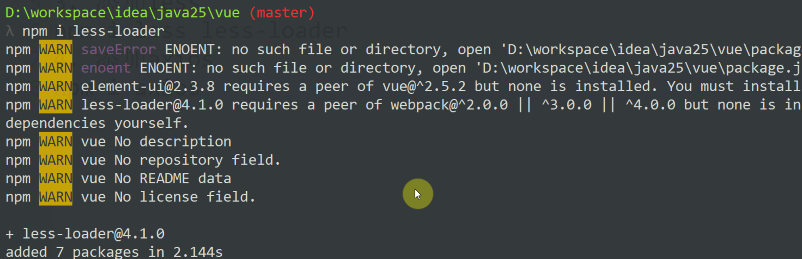 D:\workspace\idea\java25\vue (master)
λ npm i less-loader
npm WARN saveError ENOENT: no such file or directory, open 'D:\workspace\idea\java25\vue\packag
npm WARN enoent ENOENT: no such file or directory, open 'D:\workspace\idea\java25\vue\package.j
npm WARN element-ui@2.3.8 requires a peer of vue@^2.5.2 but none is installed. You must install
npm WARN less-loader@4.1.0 requires a peer of webpack@^2.0.0 || ^3.0.0 || ^4.0.0 but none is in
dependencies yourself.
npm WARN vue No description
npm WARN vue No repository field.
npm WARN vue No README data
npm WARN vue No license field.
+ less-loader@4.1.0
added 7 packages in 2.144s